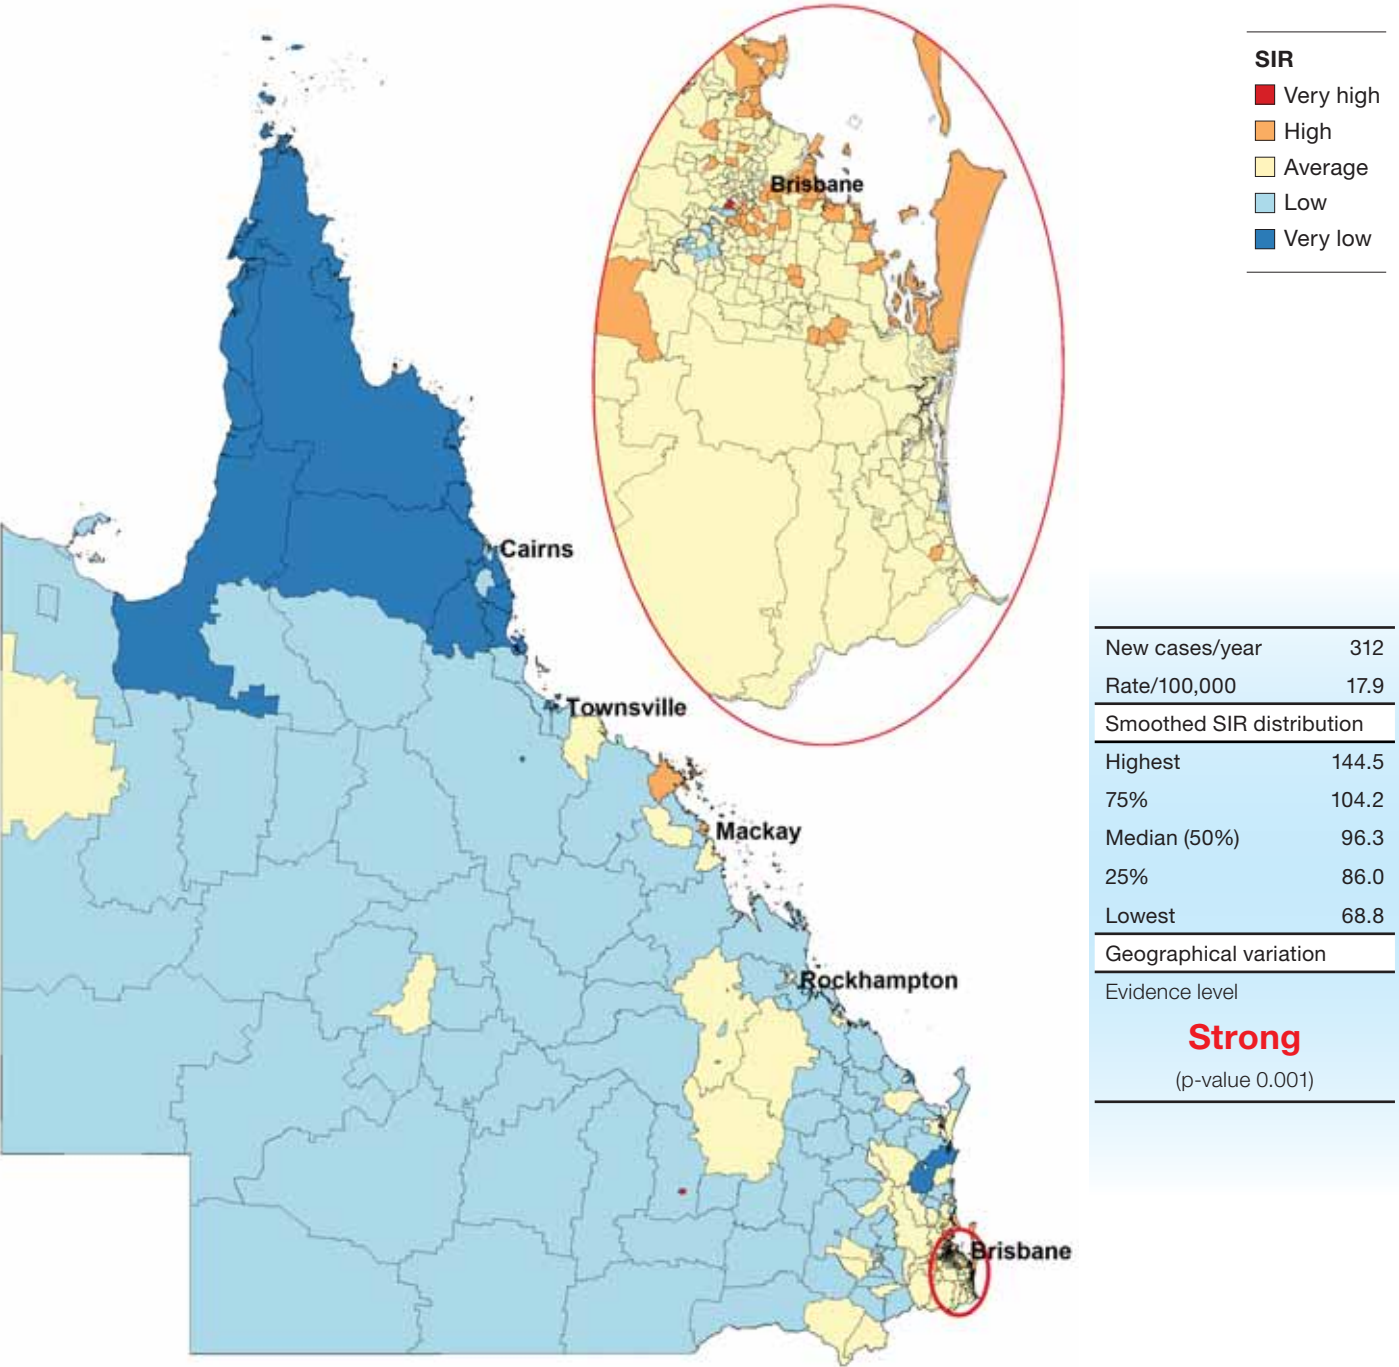 SIR
Very high
High
Average
Low
Very low
Brisbane
Cairns
Townsville
Mackay
Rockhampton
Brisbane
New cases/year 312
Rate/100,000 17.9
Smoothed SIR distribution
Highest 144.5
75% 104.2
Median (50%) 96.3
25% 86.0
Lowest 68.8
Geographical variation
Evidence level
Strong
(p-value 0.001)